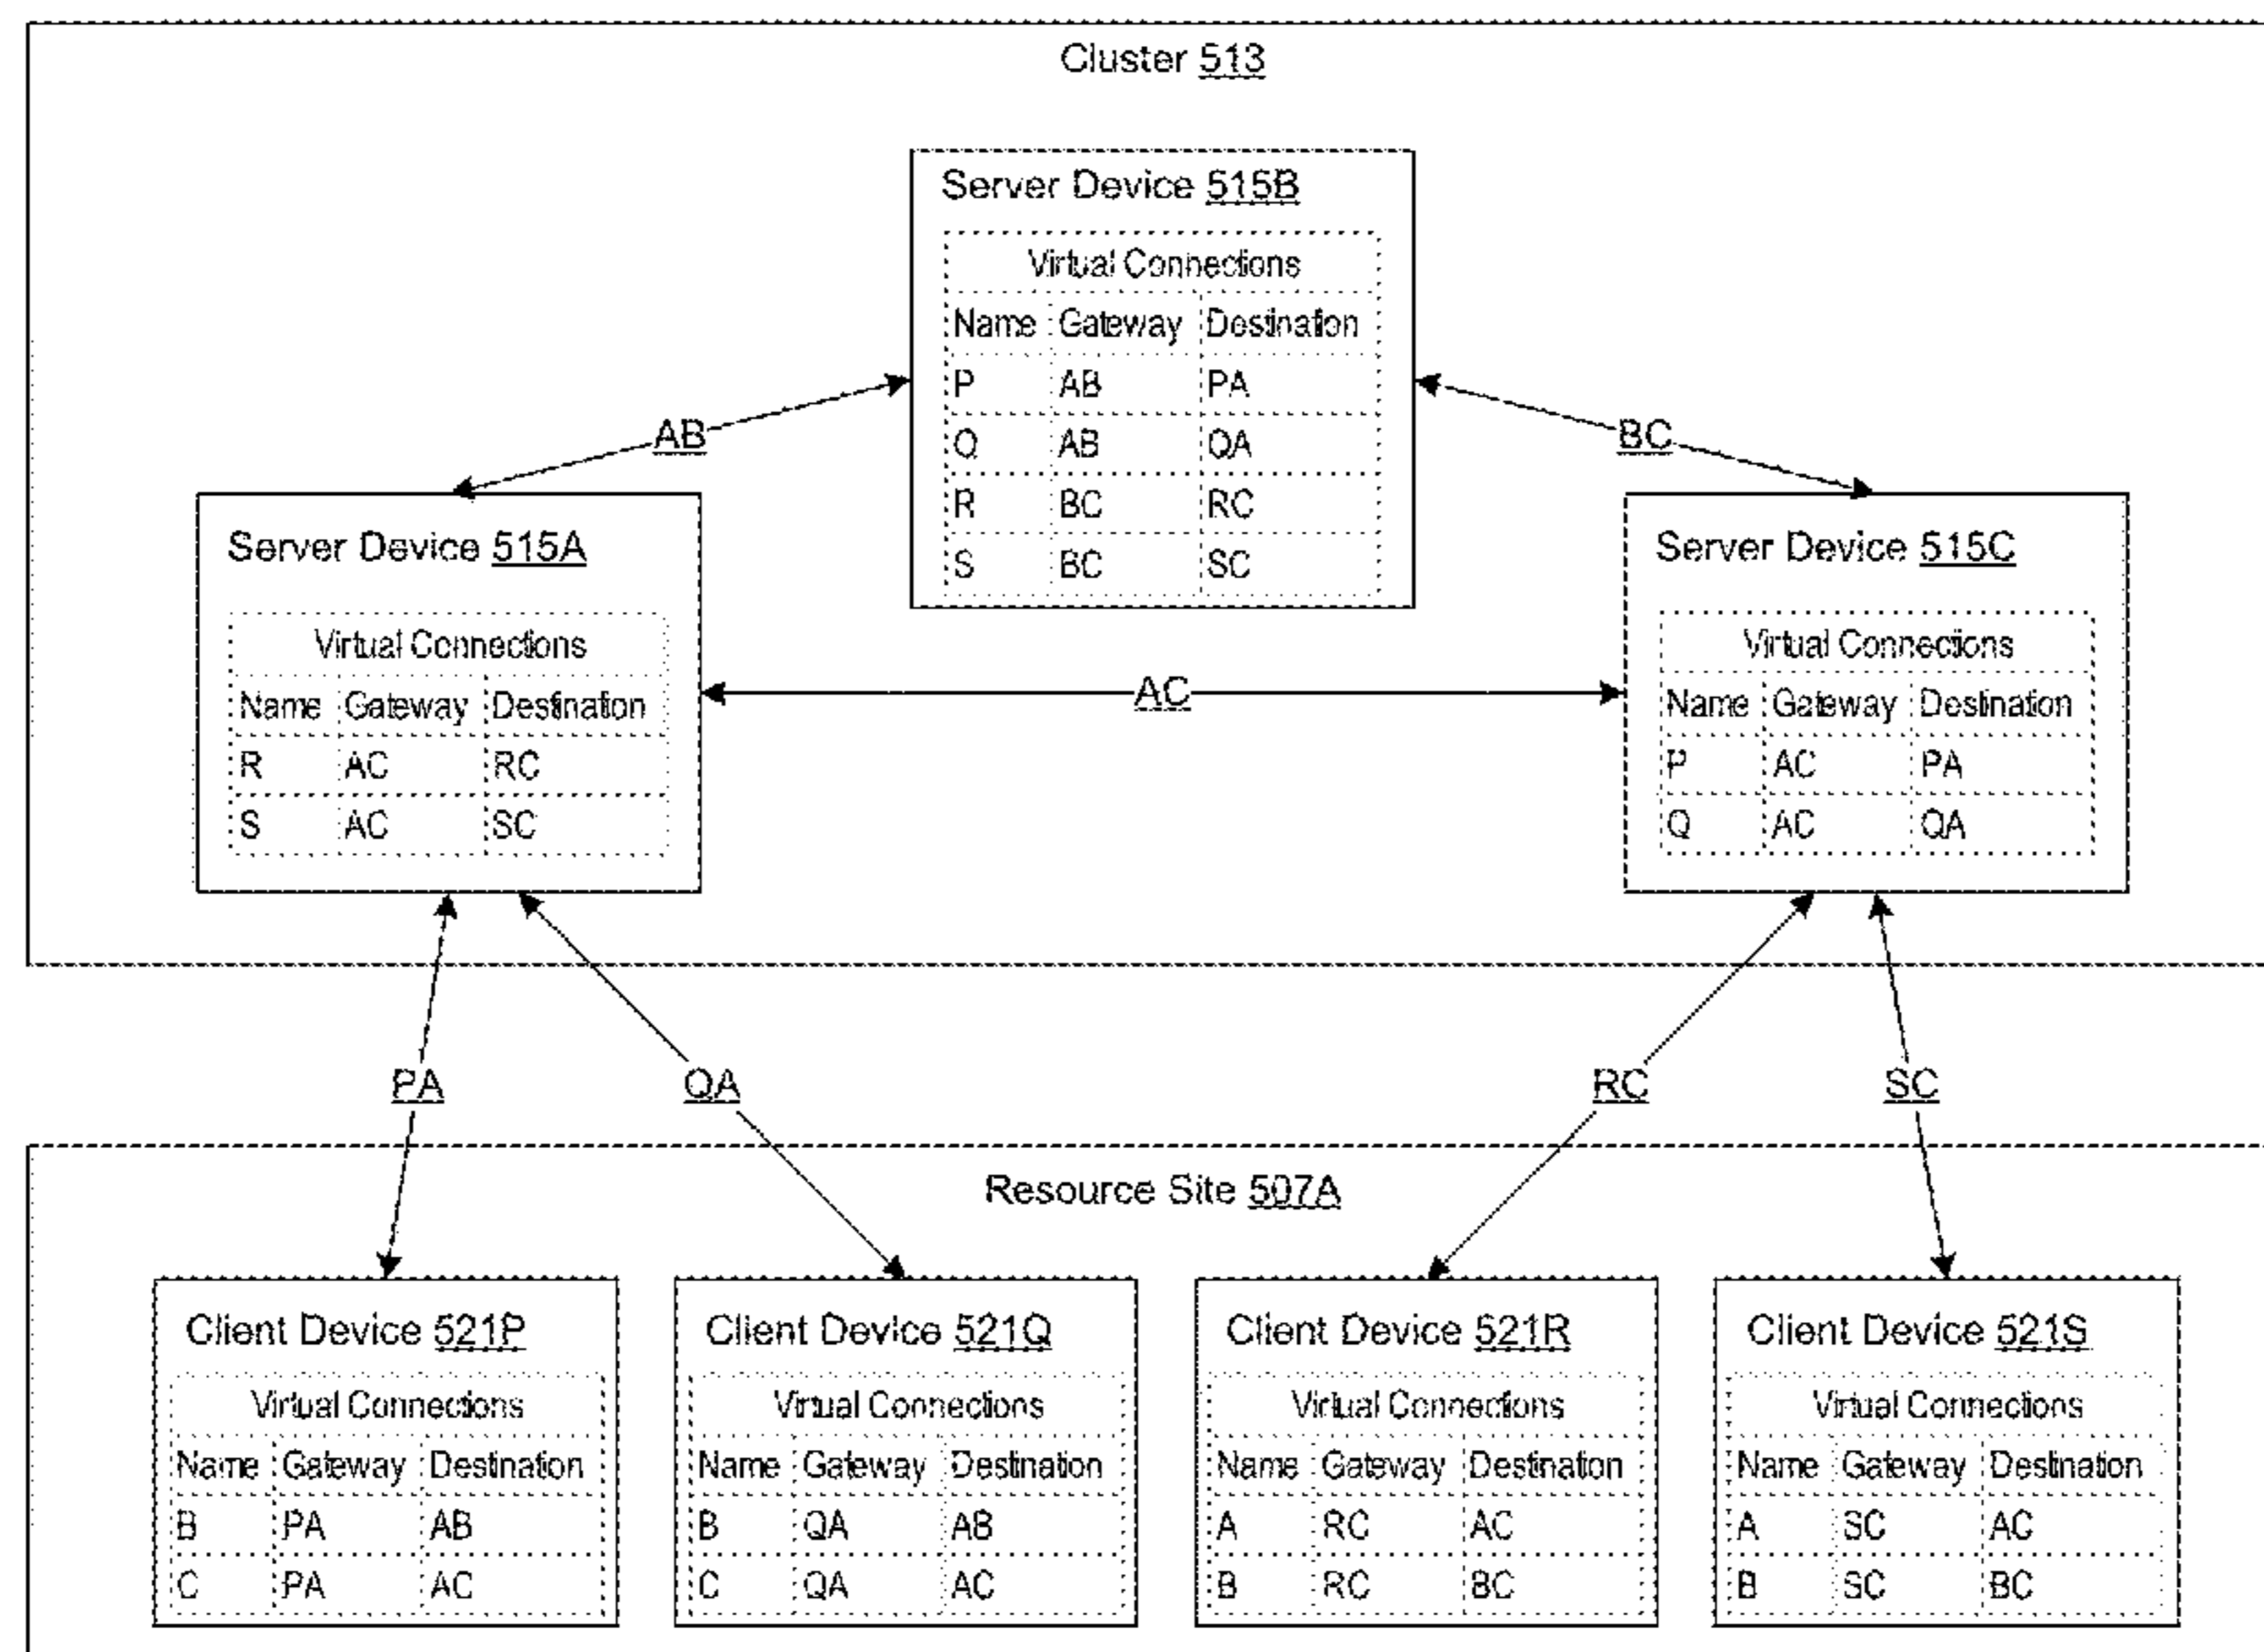 Cluster 513
Server Device 515B
Virtual Connections
Name Gateway Destination
P AB PA
Q AB QA
R BC RC
S BC SC
AB
BC
Server Device 515A
Virtual Connections
Name Gateway Destination
R AC RC
S AC SC
AC
Server Device 515C
Virtual Connections
Name Gateway Destination
P AC PA
Q AC QA
PA
QA
RC
SC
Resource Site 507A
Client Device 521P
Virtual Connections
Name Gateway Destination
B PA AB
C PA AC
Client Device 521Q
Virtual Connections
Name Gateway Destination
B QA AB
C QA AC
Client Device 521R
Virtual Connections
Name Gateway Destination
A RC AC
B RC BC
Client Device 521S
Virtual Connections
Name Gateway Destination
A SC AC
B SC BC